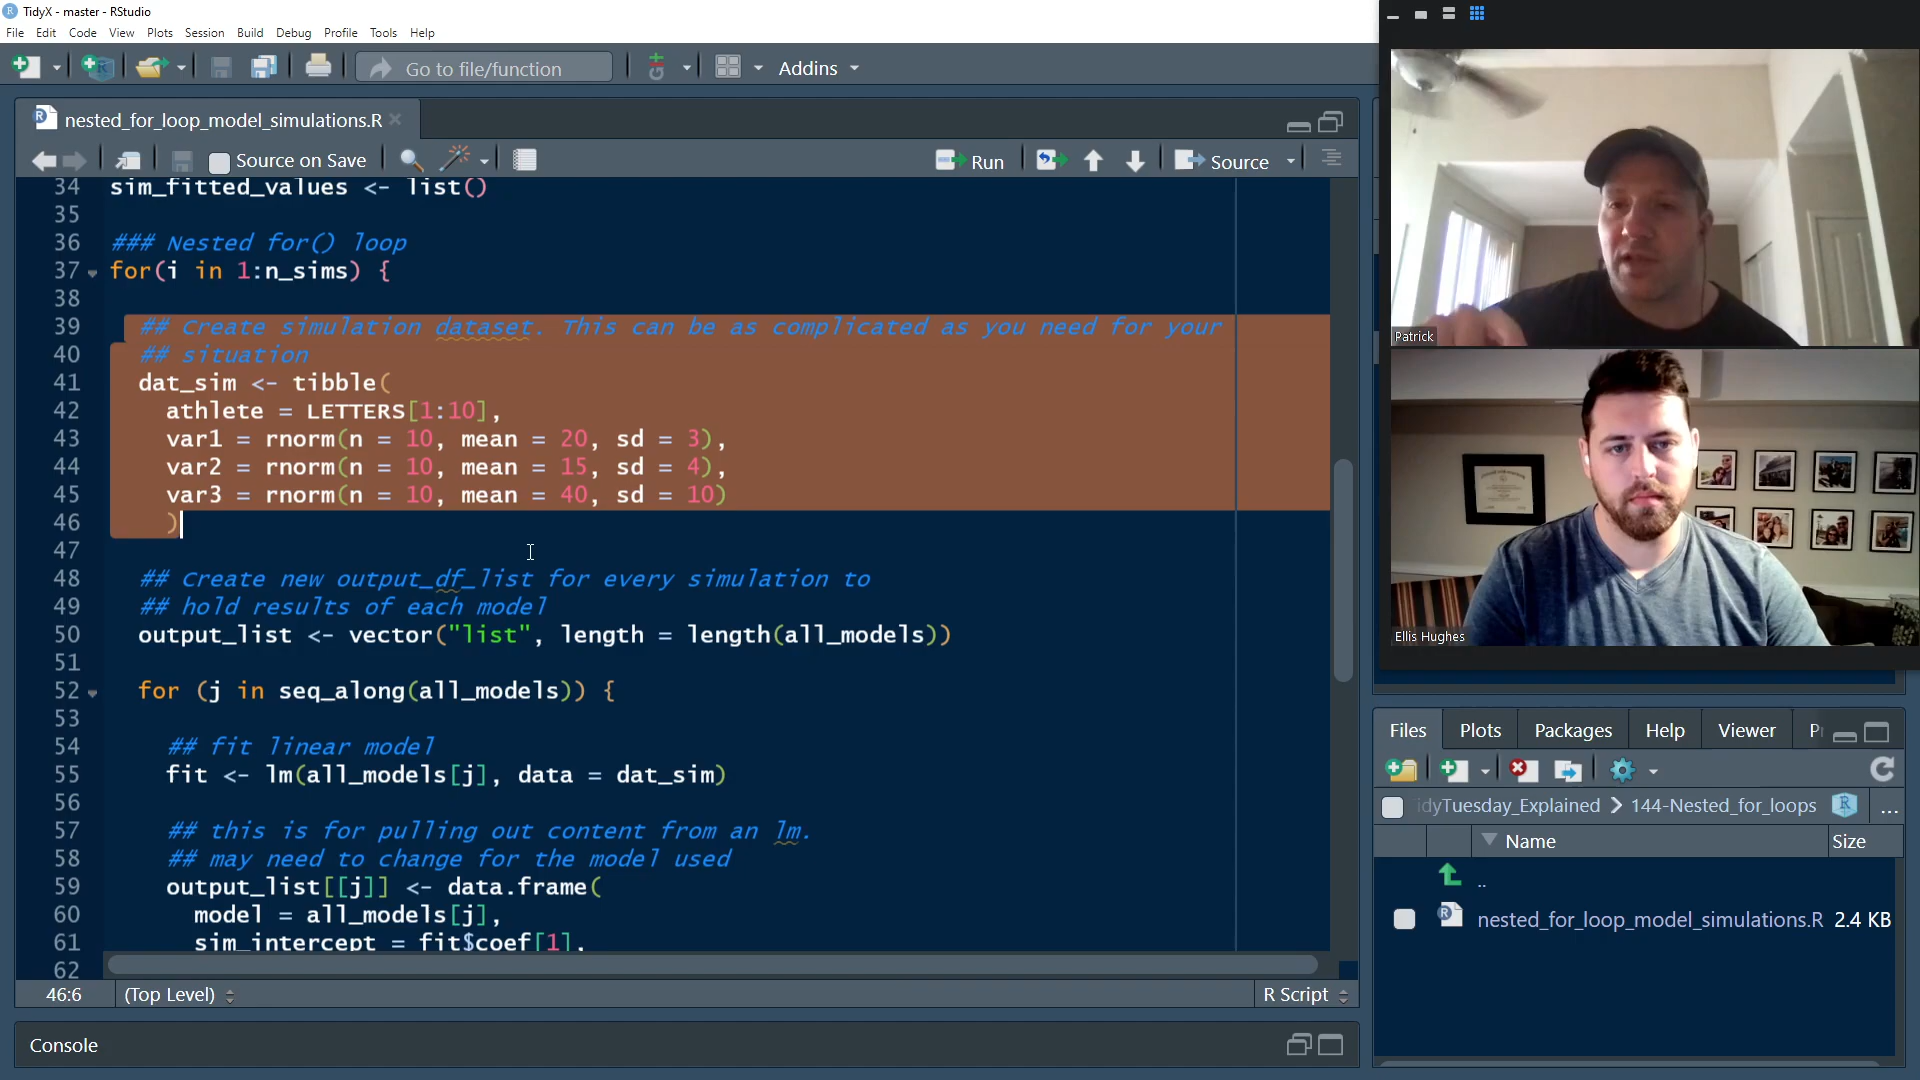 TidyX - master - RStudio
File Edit Code View Plots Session Build Debug Profile Tools Help
Go to file/function
Addins
nested_for_loop_model_simulations.R
Source on Save
Run
Source
34 sim_fitted_values <- list()
35
36 ### Nested for() loop
37 for(i in 1:n_sims) {
38
39 ## Create simulation dataset. This can be as complicated as you need for your
40 ## situation
41 dat_sim <- tibble(
42 athlete = LETTERS[1:10],
43 var1 = rnorm(n = 10, mean = 20, sd = 3),
44 var2 = rnorm(n = 10, mean = 15, sd = 4),
45 var3 = rnorm(n = 10, mean = 40, sd = 10)
46 )
47
48 ## Create new output_df_list for every simulation to
49 ## hold results of each model
50 output_list <- vector("list", length = length(all_models))
51
52 for (j in seq_along(all_models)) {
53
54 ## fit linear model
55 fit <- lm(all_models[j], data = dat_sim)
56
57 ## this is for pulling out content from an lm.
58 ## may need to change for the model used
59 output_list[[j]] <- data.frame(
60 model = all_models[j],
61 sim_intercept = fit$coef[1],
62
46:6 (Top Level) R Script
Console
Patrick
Ellis Hughes
Files Plots Packages Help Viewer P
idyTuesday_Explained 144-Nested_for_loops ...
Name Size
..
nested_for_loop_model_simulations.R 2.4 KB